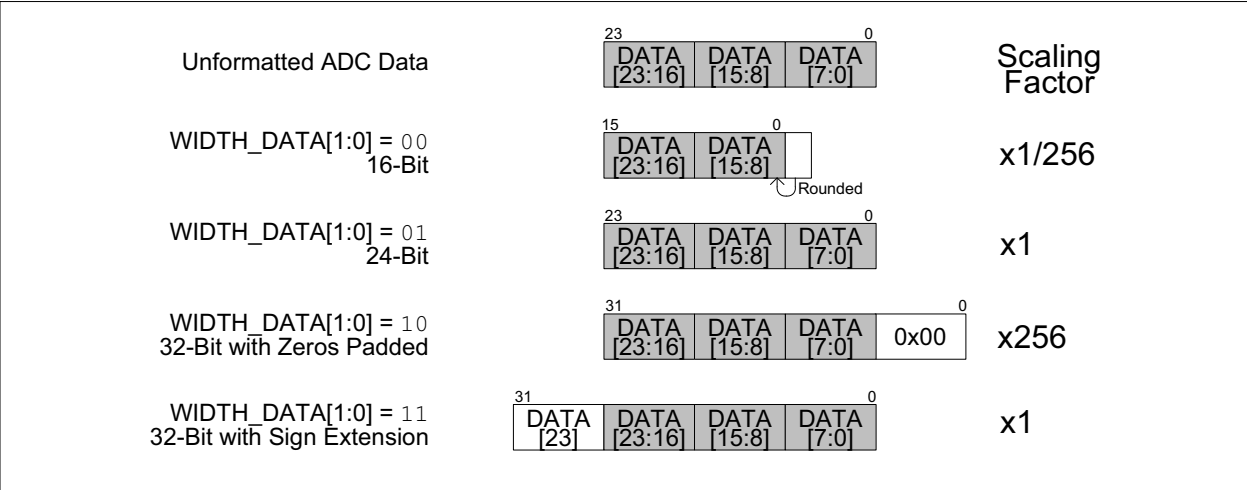 23 0
Unformatted ADC Data DATA [23:16] DATA [15:8] DATA [7:0] Scaling Factor
15 0
WIDTH_DATA[1:0] = 00
16-Bit
DATA [23:16] DATA [15:8]
Rounded
x1/256
23 0
WIDTH_DATA[1:0] = 01
24-Bit
DATA [23:16] DATA [15:8] DATA [7:0]
x1
31 0
WIDTH_DATA[1:0] = 10
32-Bit with Zeros Padded
DATA [23:16] DATA [15:8] DATA [7:0] 0x00
x256
31 0
WIDTH_DATA[1:0] = 11
32-Bit with Sign Extension
DATA [23] DATA [23:16] DATA [15:8] DATA [7:0]
x1